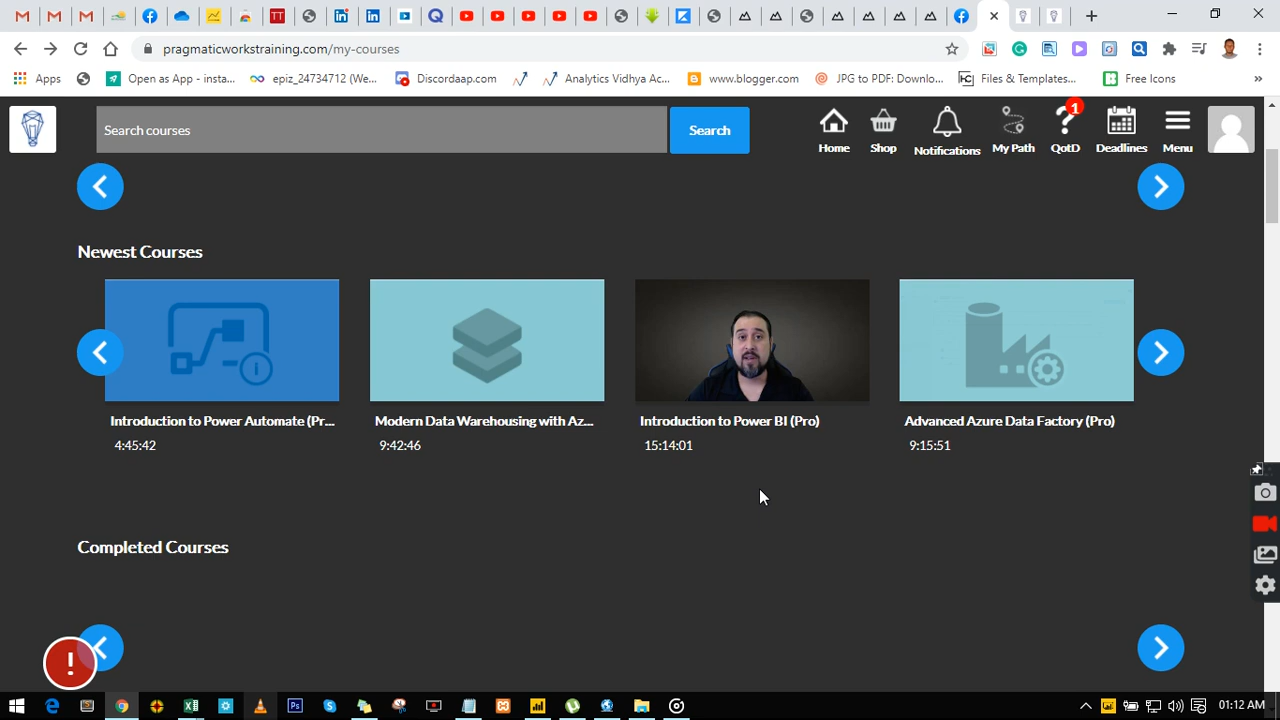 pragmaticworkstraining.com/my-courses
Apps
Open as App - insta...
epiz_24734712 (We...
Discordaap.com
Analytics Vidhya Ac...
www.blogger.com
JPG to PDF: Downlo...
Files & Templates...
Free Icons
»
Search courses
Search
Home
Shop
Notifications
My Path
1
QotD
Deadlines
Menu
Newest Courses
Introduction to Power Automate (Pr...
4:45:42
Modern Data Warehousing with Az...
9:42:46
Introduction to Power BI (Pro)
15:14:01
Advanced Azure Data Factory (Pro)
9:15:51
Completed Courses
!
01:12 AM